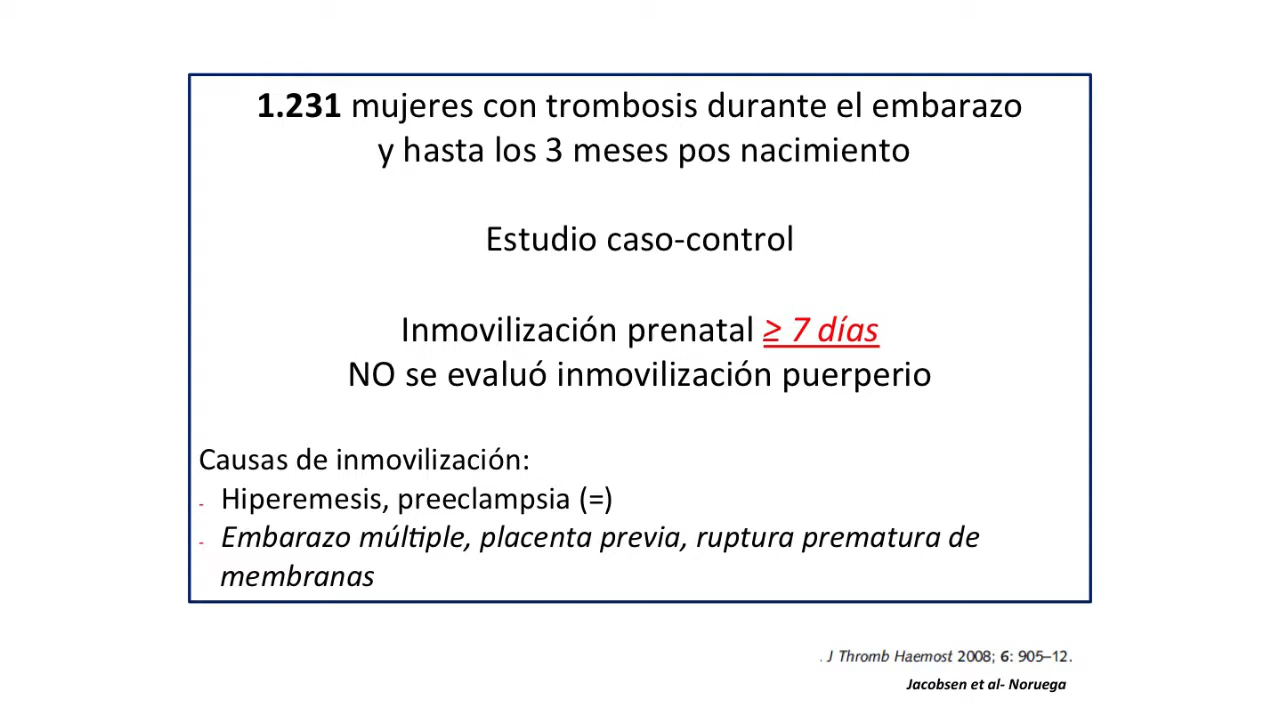 1.231 mujeres con trombosis durante el embarazo
y hasta los 3 meses pos nacimiento
Estudio caso-control
Inmovilización prenatal ≥ 7 días
NO se evaluó inmovilización puerperio
Causas de inmovilización:
- Hiperemesis, preeclampsia (=)
- Embarazo múltiple, placenta previa, ruptura prematura de
membranas
. J Thromb Haemost 2008; 6: 905–12.
Jacobsen et al- Noruega